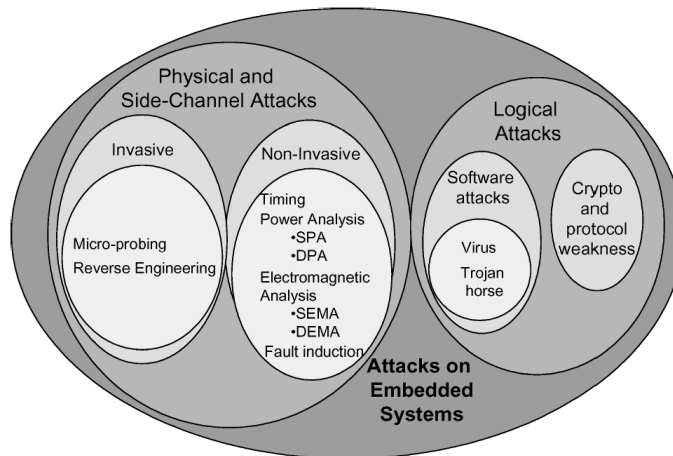 Physical and
Side-Channel Attacks
Invasive
Micro-probing
Reverse Engineering
Non-Invasive
Timing
Power Analysis
•SPA
•DPA
Electromagnetic
Analysis
•SEMA
•DEMA
Fault induction
Logical
Attacks
Software
attacks
Virus
Trojan
horse
Crypto
and
protocol
weakness
Attacks on
Embedded
Systems